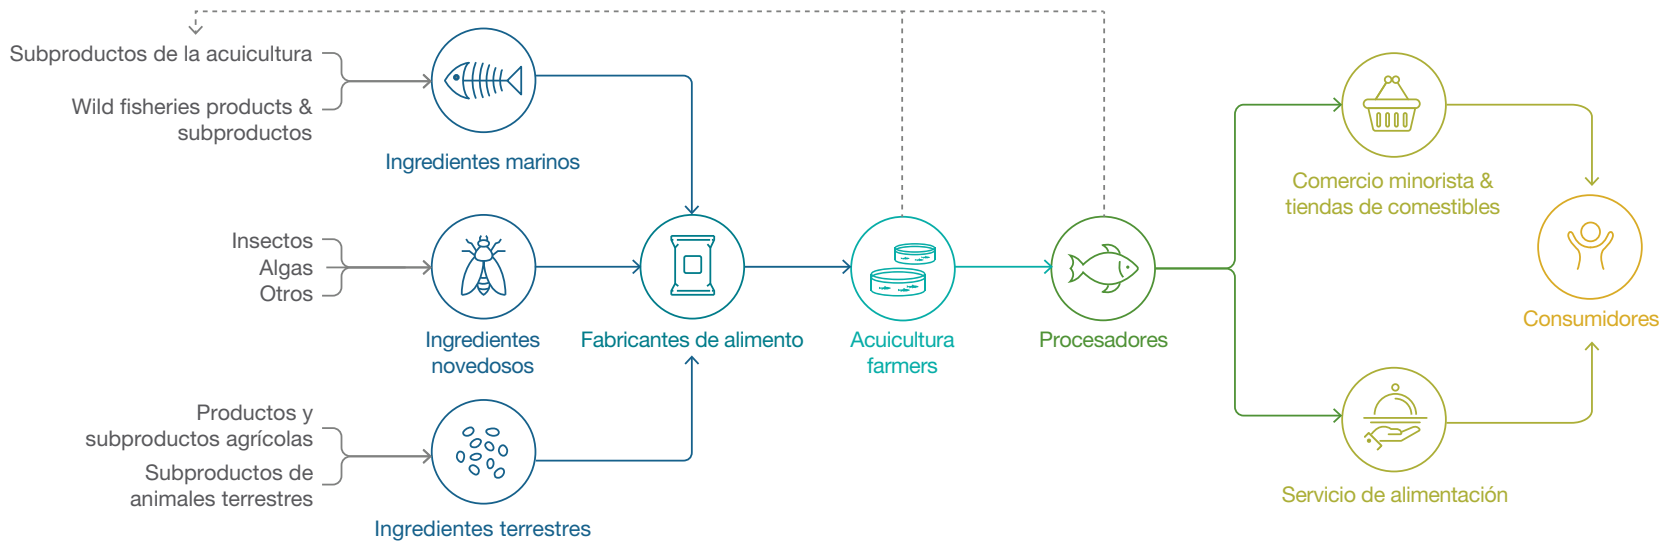 Subproductos de la acuicultura
Wild fisheries products &
subproductos
Ingredientes marinos
Insectos
Algas
Otros
Ingredientes
novedosos
Productos y
subproductos agrícolas
Subproductos de
animales terrestres
Ingredientes terrestres
Fabricantes de alimento
Acuicultura
farmers
Procesadores
Comercio minorista &
tiendas de comestibles
Servicio de alimentación
Consumidores